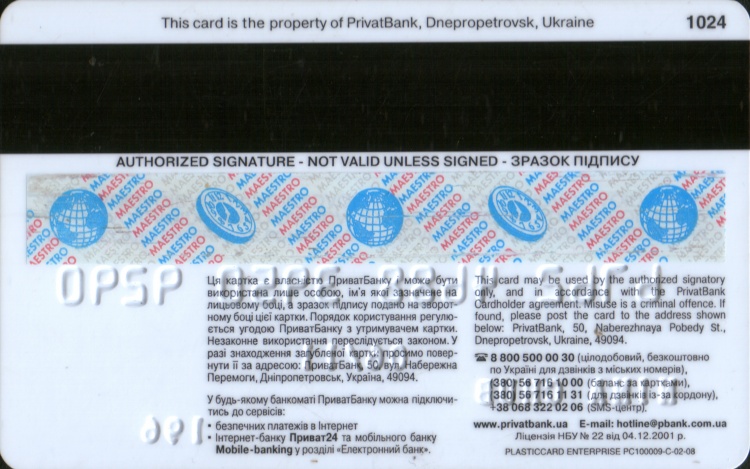 This card is the property of PrivatBank, Dnepropetrovsk, Ukraine
1024
AUTHORIZED SIGNATURE - NOT VALID UNLESS SIGNED - ЗРАЗОК ПІДПИСУ
MAESTRO MAESTRO MAESTRO MAESTRO
Ця картка є власністю ПриватБанку і може бути
використана лише особою, ім'я якої зазначене на
лицьовому боці, а зразок підпису подано на зворот-
ному боці цієї картки. Порядок користування регулю-
ється угодою ПриватБанку з утримувачем картки.
Незаконне використання переслідується законом. У
разі знаходження загубленої картки, просимо повер-
нути її за адресою: ПриватБанк, 50, вул. Набережна
Перемоги, Дніпропетровськ, Україна, 49094.
У будь-якому банкоматі ПриватБанку можна підключи-
тись до сервісів:
• безпечних платежів в Інтернет
• Інтернет-банку Приват24 та мобільного банку
Mobile-banking у розділі «Електронний банк».
This card may be used by the authorized signatory
only, and in accordance with the PrivatBank
Cardholder agreement. Misuse is a criminal offence. If
found, please post the card to the address shown
below: PrivatBank, 50, Naberezhnaya Pobedy St.,
Dnepropetrovsk, Ukraine, 49094.
☎ 8 800 500 00 30 (цілодобовий, безкоштовно
по Україні для дзвінків з міських номерів),
(380) 56 716 10 00 (баланс за картками),
(380) 56 716 11 31 (для дзвінків із-за кордону),
+38 068 322 02 06 (SMS-центр).
www.privatbank.ua E-mail: hotline@pbank.com.ua
Ліцензія НБУ № 22 від 04.12.2001 р.
PLASTICCARD ENTERPRISE PC100009-C-02-08